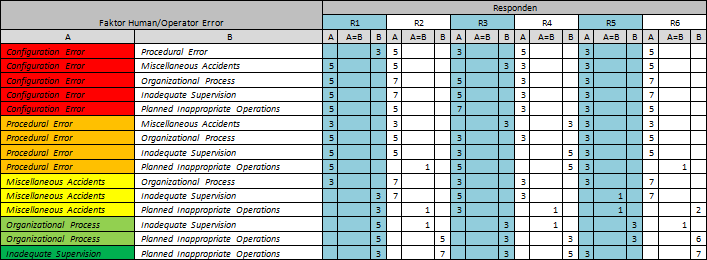 Responden
Faktor Human/Operator Error R1 R2 R3 R4 R5 R6
A B A A=B B A A=B B A A=B B A A=B B A A=B B A A=B B
Configuration Error Procedural Error 3 5 3 5 3 5
Configuration Error Miscellaneous Accidents 5 5 3 3 3 5
Configuration Error Organizational Process 5 7 5 3 3 7
Configuration Error Inadequate Supervision 5 7 5 3 3 7
Configuration Error Planned Inappropriate Operations 5 5 7 3 3 5
Procedural Error Miscellaneous Accidents 3 3 3 3 3 5
Procedural Error Organizational Process 5 5 3 3 3 5
Procedural Error Inadequate Supervision 5 5 3 5 3 5
Procedural Error Planned Inappropriate Operations 5 1 3 5 3 1
Miscellaneous Accidents Organizational Process 3 7 3 3 3 7
Miscellaneous Accidents Inadequate Supervision 3 7 5 3 1 7
Miscellaneous Accidents Planned Inappropriate Operations 3 1 3 1 1 2
Organizational Process Inadequate Supervision 5 1 3 1 3 1
Organizational Process Planned Inappropriate Operations 5 5 3 3 3 6
Inadequate Supervision Planned Inappropriate Operations 3 7 3 5 3 7